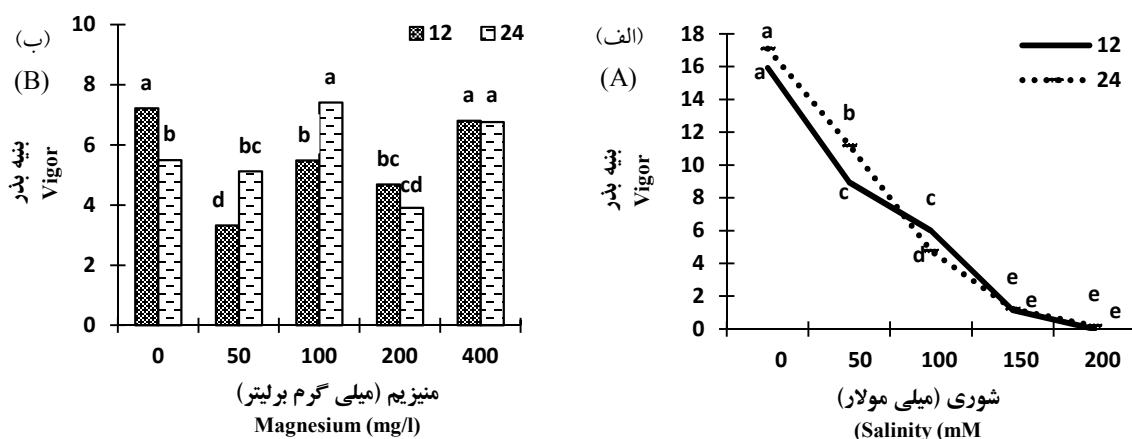 (ب)
(B)
12 24
10
8
6
4
2
0
بنیه بذر
Vigor
a
b
d
bc
b
a
bc
cd
a
a
0 50 100 200 400
منیزیم (میلی گرم برلیتر)
Magnesium (mg/l)
(الف)
(A)
12
24
18
16
14
12
10
8
6
4
2
0
بنیه بذر
Vigor
a
a
b
c
c
d
e
e
e
e
0 50 100 150 200
شوری (میلی مولار)
(Salinity (mM